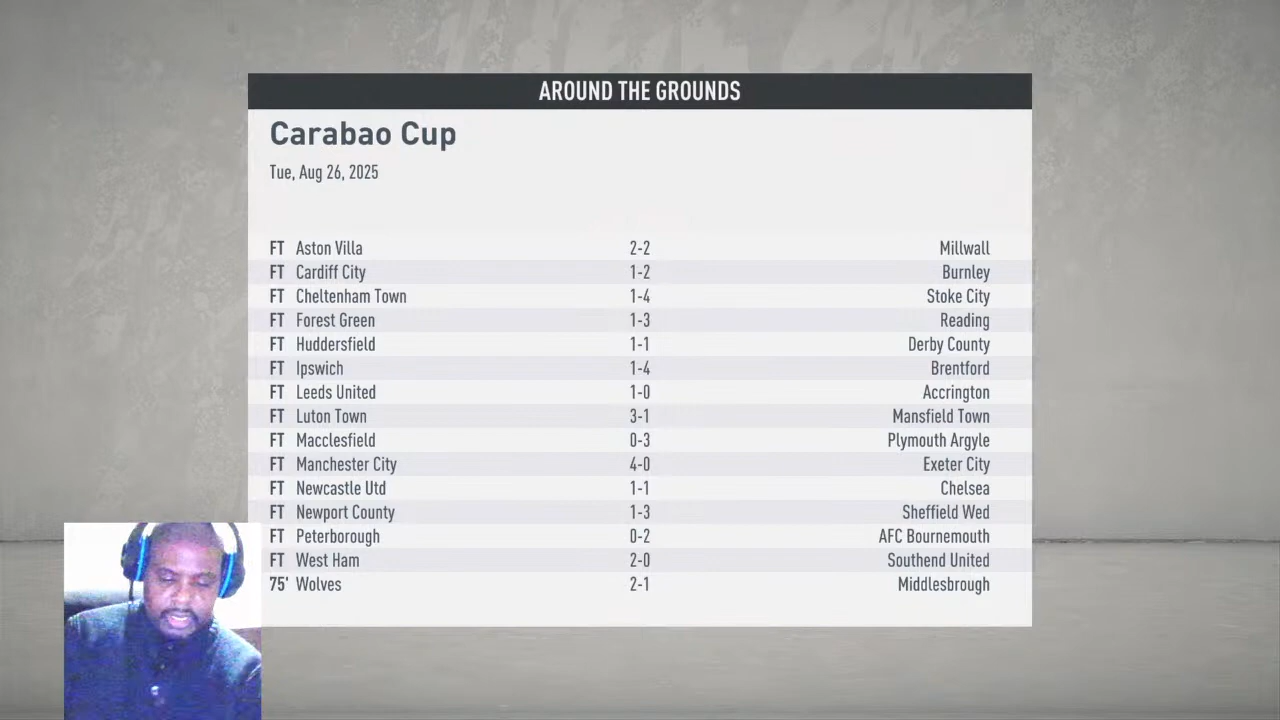 AROUND THE GROUNDS
Carabao Cup
Tue, Aug 26, 2025
FT Aston Villa 2-2 Millwall
FT Cardiff City 1-2 Burnley
FT Cheltenham Town 1-4 Stoke City
FT Forest Green 1-3 Reading
FT Huddersfield 1-1 Derby County
FT Ipswich 1-4 Brentford
FT Leeds United 1-0 Accrington
FT Luton Town 3-1 Mansfield Town
FT Macclesfield 0-3 Plymouth Argyle
FT Manchester City 4-0 Exeter City
FT Newcastle Utd 1-1 Chelsea
FT Newport County 1-3 Sheffield Wed
FT Peterborough 0-2 AFC Bournemouth
FT West Ham 2-0 Southend United
75' Wolves 2-1 Middlesbrough